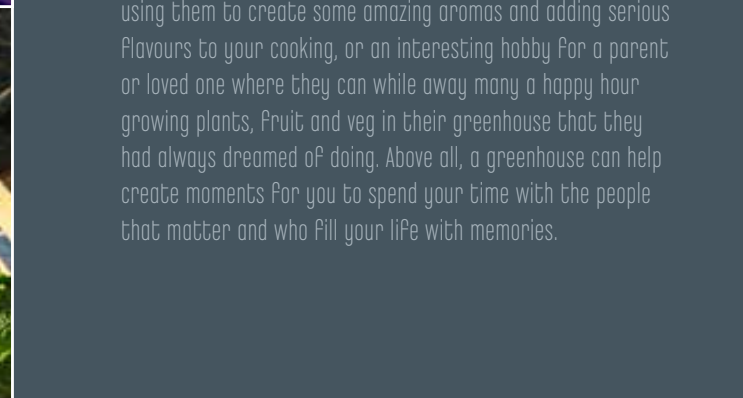 using them to create some amazing aromas and adding serious
flavours to your cooking, or an interesting hobby for a parent
or loved one where they can while away many a happy hour
growing plants, fruit and veg in their greenhouse that they
had always dreamed of doing. Above all, a greenhouse can help
create moments for you to spend your time with the people
that matter and who fill your life with memories.